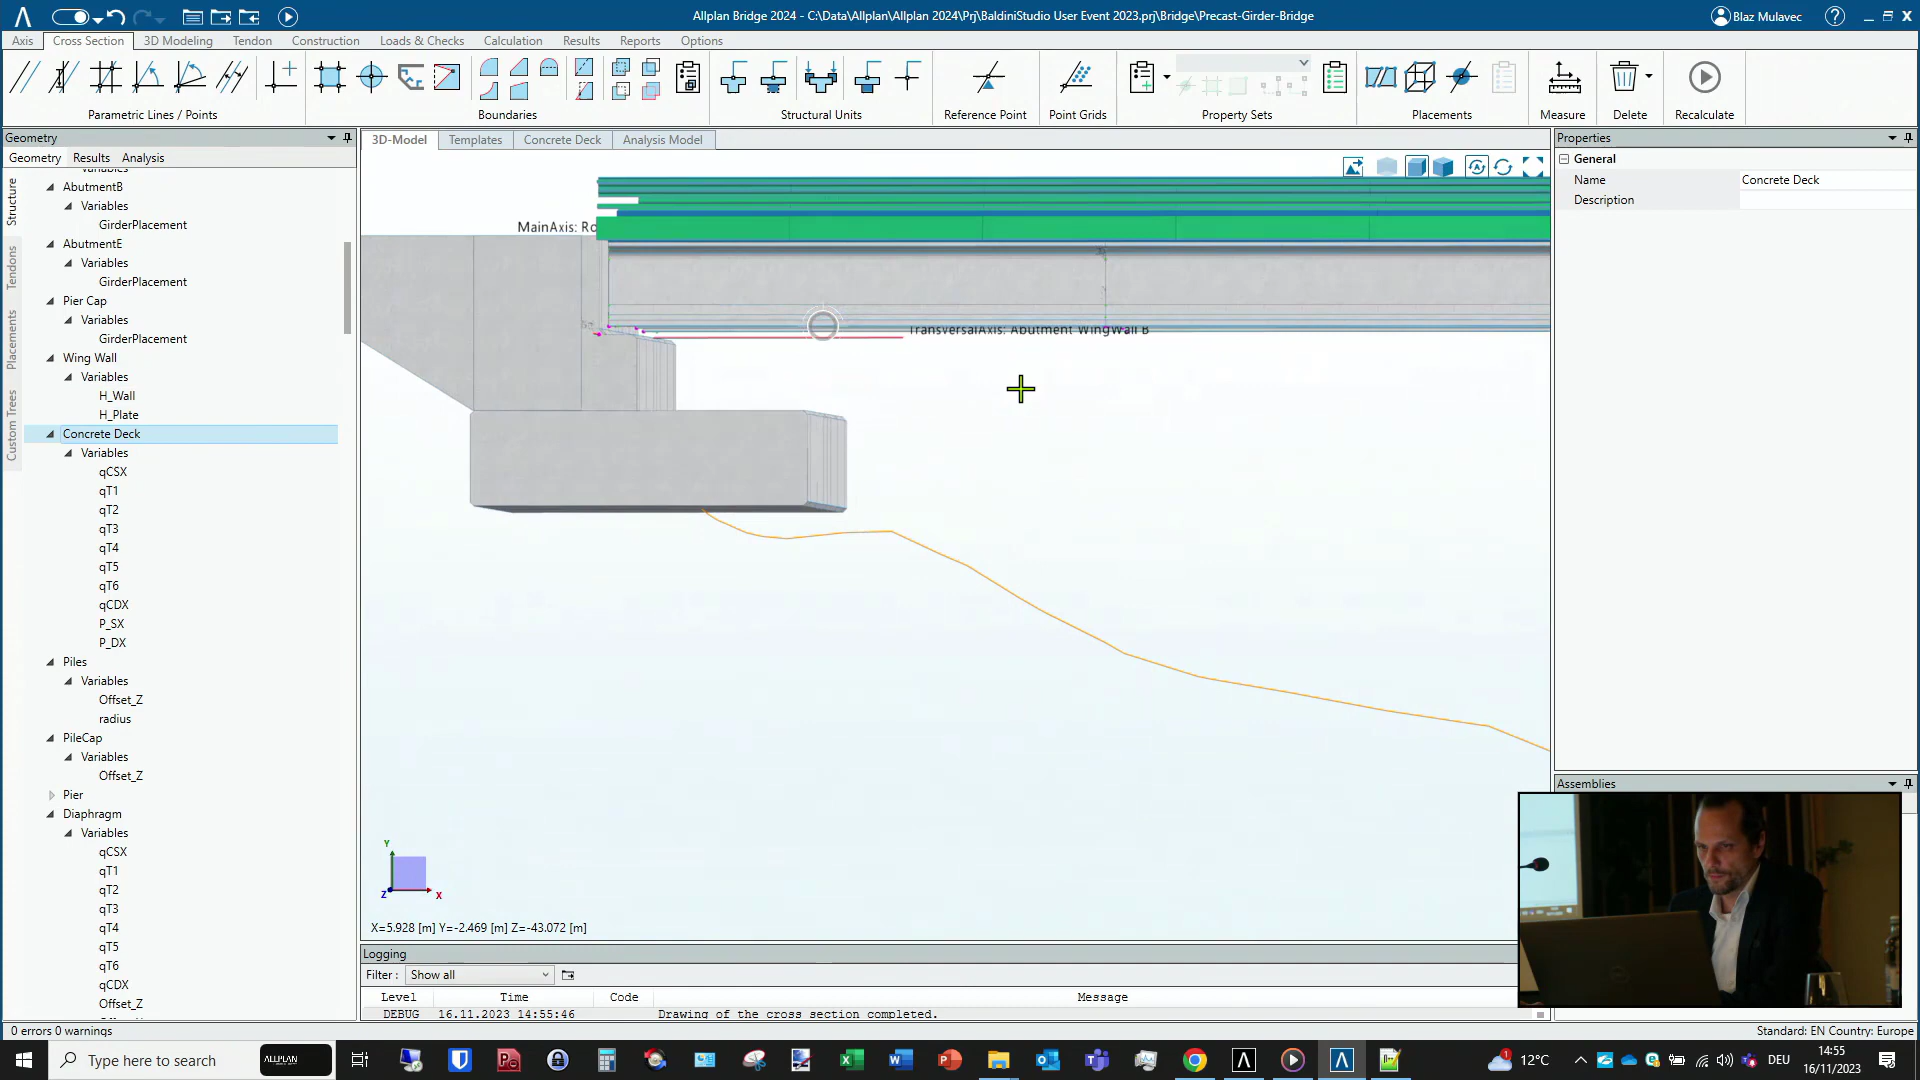 Allplan Bridge 2024 - C:\Data\Allplan\Allplan 2024\Prj\BaldiniStudio User Event 2023.prj\Bridge\Precast-Girder-Bridge
Blaz Mulavec
Axis Cross Section 3D Modeling Tendon Construction Loads & Checks Calculation Results Reports Options
Parametric Lines / Points Boundaries Structural Units Reference Point Point Grids Property Sets Placements Measure Delete Recalculate
Geometry
Geometry Results Analysis
Structure
Tendons
Placements
Custom Trees
Variables
AbutmentB
Variables
GirderPlacement
AbutmentE
Variables
GirderPlacement
Pier Cap
Variables
GirderPlacement
Wing Wall
Variables
H_Wall
H_Plate
Concrete Deck
Variables
qCSX
qT1
qT2
qT3
qT4
qT5
qT6
qCDX
P_SX
P_DX
Piles
Variables
Offset_Z
radius
PileCap
Variables
Offset_Z
Pier
Diaphragm
Variables
qCSX
qT1
qT2
qT3
qT4
qT5
qT6
qCDX
Offset_Z
3D-Model Templates Concrete Deck Analysis Model
MainAxis: Ro
TransversalAxis: Abutment WingWall B
Y
Z
X
X=5.928 [m] Y=-2.469 [m] Z=-43.072 [m]
Logging
Filter : Show all
Level Time Code Message
DEBUG 16.11.2023 14:55:46 Drawing of the cross section completed.
Properties
General
Name Concrete Deck
Description
Assemblies
0 errors 0 warnings
Standard: EN Country: Europe
Type here to search
ALLPLAN
12°C
DEU
14:55
16/11/2023